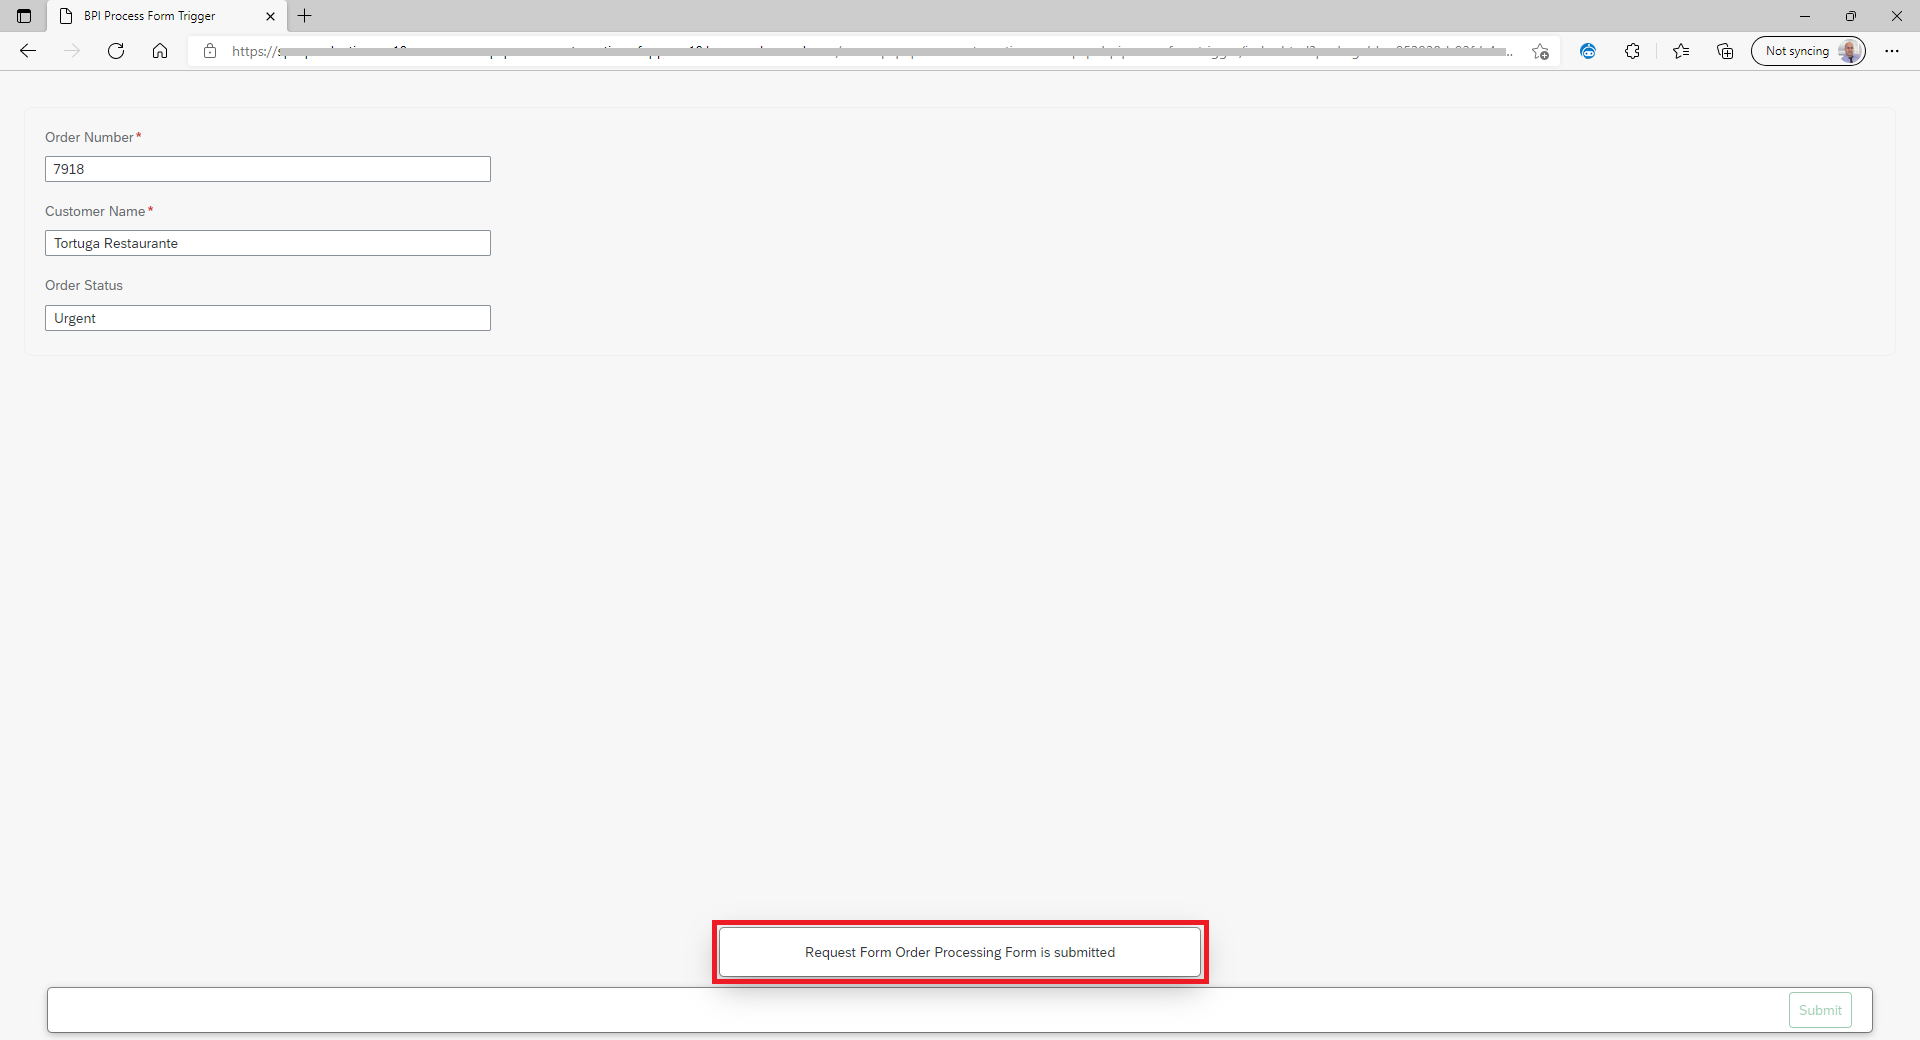 BPI Process Form Trigger
https://
Not syncing
Order Number*
7918
Customer Name*
Tortuga Restaurante
Order Status
Urgent
Request Form Order Processing Form is submitted
Submit